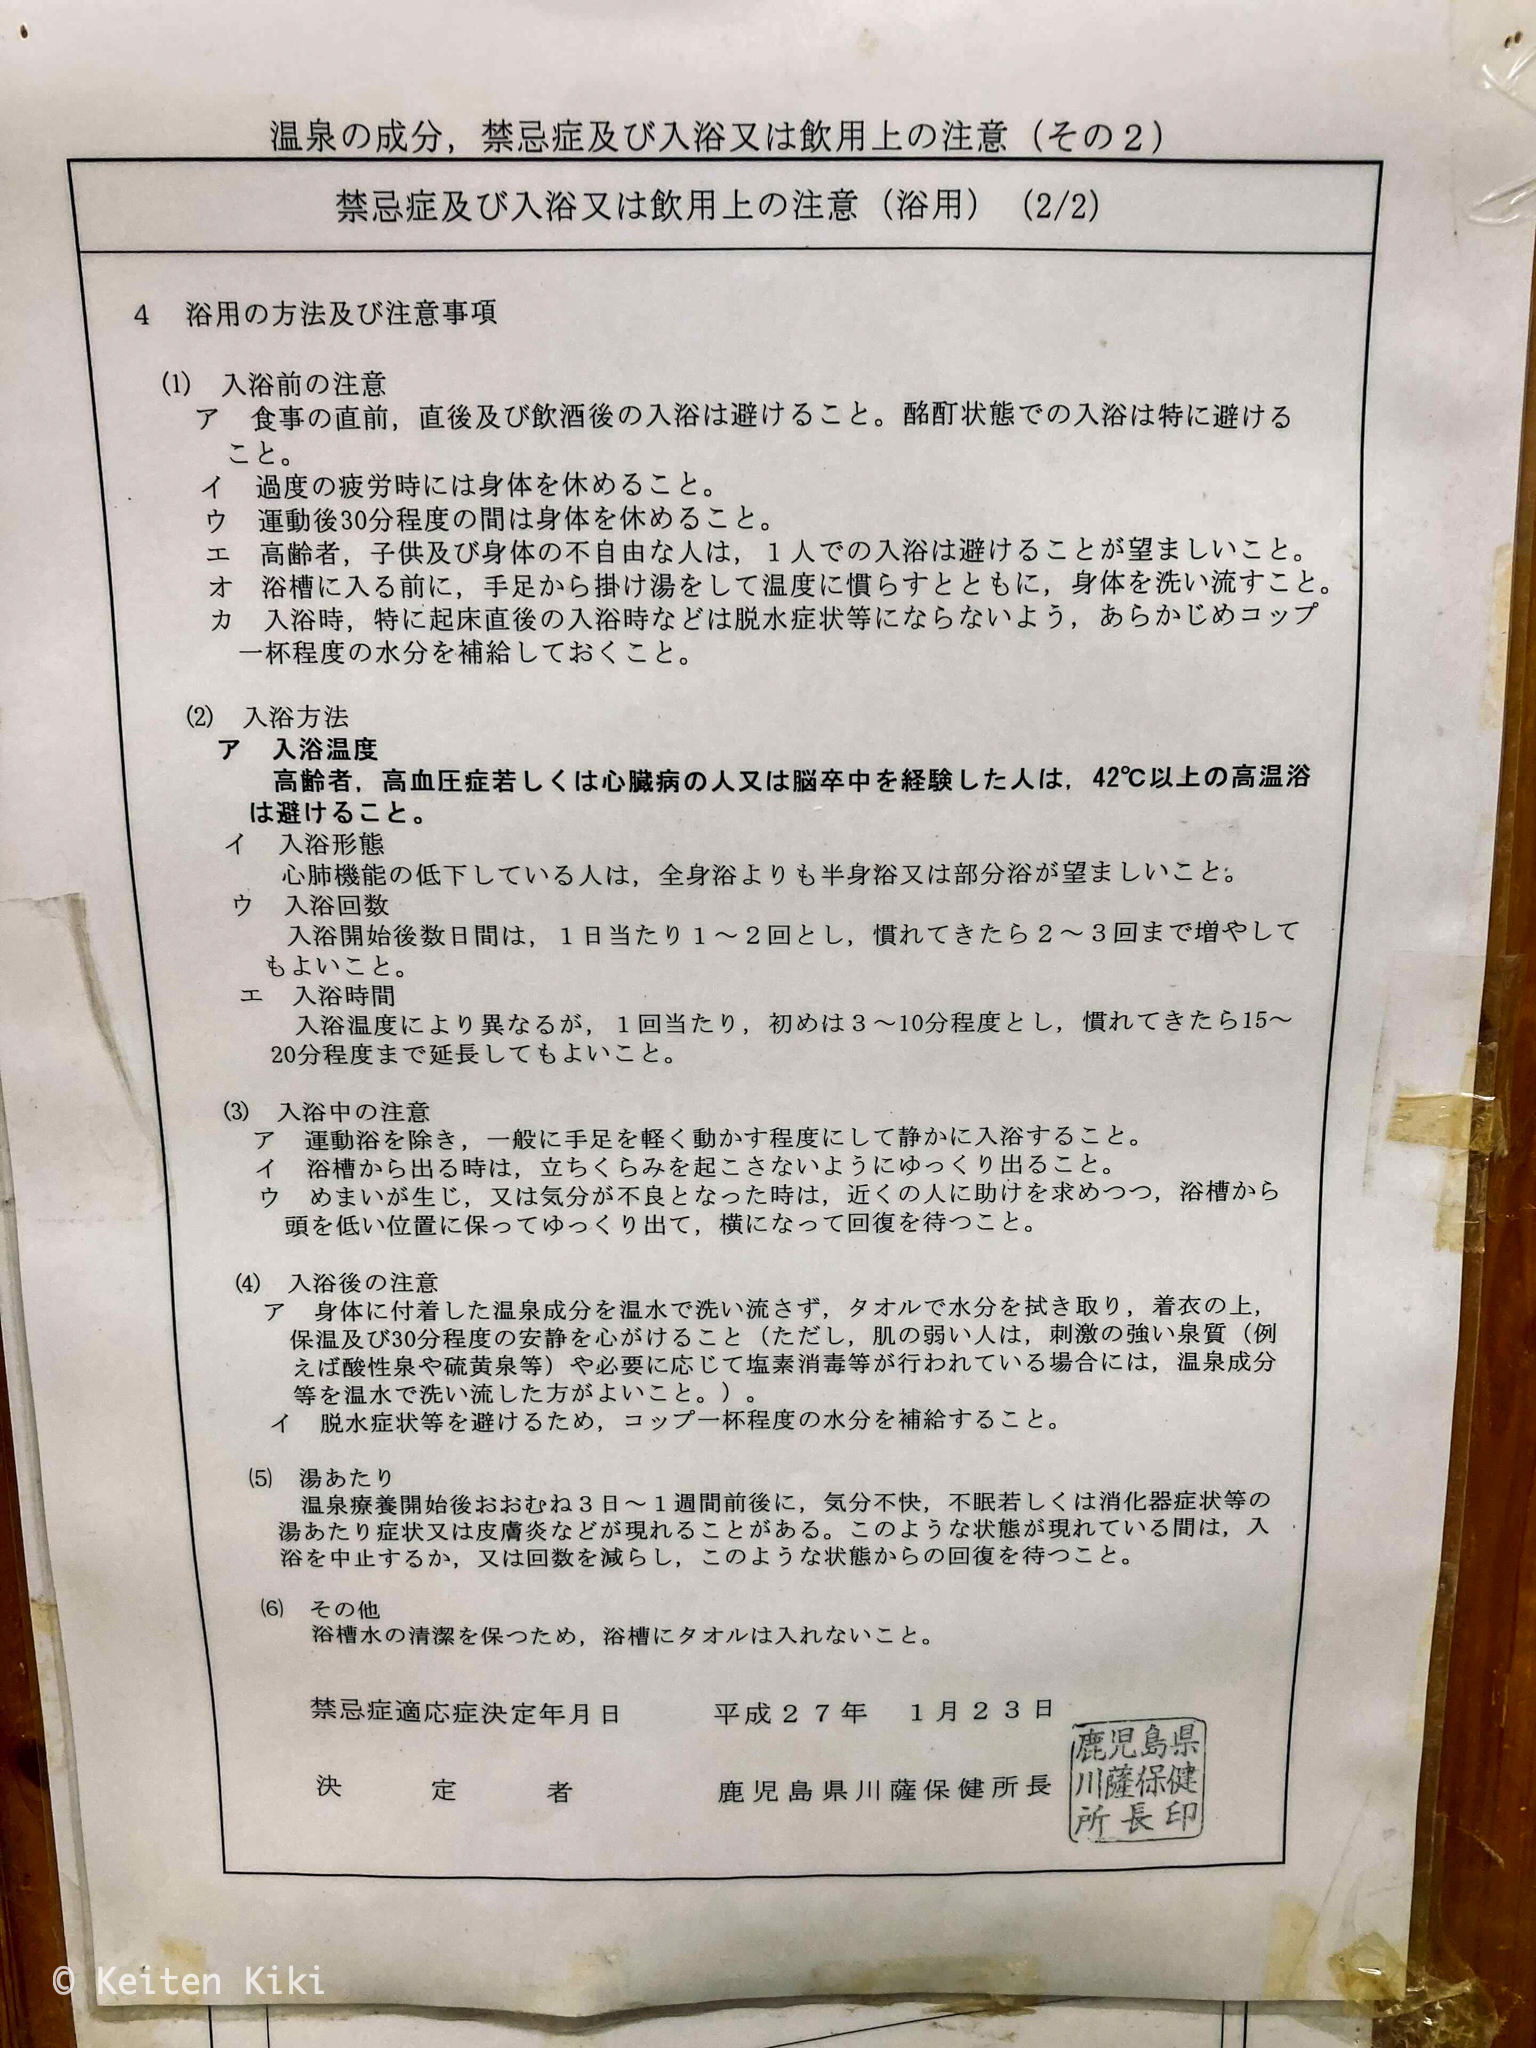 温泉の成分，禁忌症及び入浴又は飲用上の注意（その２）
禁忌症及び入浴又は飲用上の注意（浴用）　(2/2)
４　浴用の方法及び注意事項
⑴　入浴前の注意
ア　食事の直前，直後及び飲酒後の入浴は避けること。酩酊状態での入浴は特に避ける
こと。
イ　過度の疲労時には身体を休めること。
ウ　運動後30分程度の間は身体を休めること。
エ　高齢者，子供及び身体の不自由な人は，１人での入浴は避けることが望ましいこと。
オ　浴槽に入る前に，手足から掛け湯をして温度に慣らすとともに，身体を洗い流すこと。
カ　入浴時，特に起床直後の入浴時などは脱水症状等にならないよう，あらかじめコップ
一杯程度の水分を補給しておくこと。
⑵　入浴方法
ア　入浴温度
高齢者，高血圧症若しくは心臓病の人又は脳卒中を経験した人は，42℃以上の高温浴
は避けること。
イ　入浴形態
心肺機能の低下している人は，全身浴よりも半身浴又は部分浴が望ましいこと。
ウ　入浴回数
入浴開始後数日間は，１日当たり１～２回とし，慣れてきたら２～３回まで増やして
もよいこと。
エ　入浴時間
入浴温度により異なるが，１回当たり，初めは３～10分程度とし，慣れてきたら15～
20分程度まで延長してもよいこと。
⑶　入浴中の注意
ア　運動浴を除き，一般に手足を軽く動かす程度にして静かに入浴すること。
イ　浴槽から出る時は，立ちくらみを起こさないようにゆっくり出ること。
ウ　めまいが生じ，又は気分が不良となった時は，近くの人に助けを求めつつ，浴槽から
頭を低い位置に保ってゆっくり出て，横になって回復を待つこと。
⑷　入浴後の注意
ア　身体に付着した温泉成分を温水で洗い流さず，タオルで水分を拭き取り，着衣の上，
保温及び30分程度の安静を心がけること（ただし，肌の弱い人は，刺激の強い泉質（例
えば酸性泉や硫黄泉等）や必要に応じて塩素消毒等が行われている場合には，温泉成分
等を温水で洗い流した方がよいこと。）。
イ　脱水症状等を避けるため，コップ一杯程度の水分を補給すること。
⑸　湯あたり
温泉療養開始後おおむね３日～１週間前後に，気分不快，不眠若しくは消化器症状等の
湯あたり症状又は皮膚炎などが現れることがある。このような状態が現れている間は，入
浴を中止するか，又は回数を減らし，このような状態からの回復を待つこと。
⑹　その他
浴槽水の清潔を保つため，浴槽にタオルは入れないこと。
禁忌症適応症決定年月日　　平成２７年　１月２３日
決　定　者　　鹿児島県川薩保健所長
鹿児島県
川薩保健
所長印
© Keiten Kiki